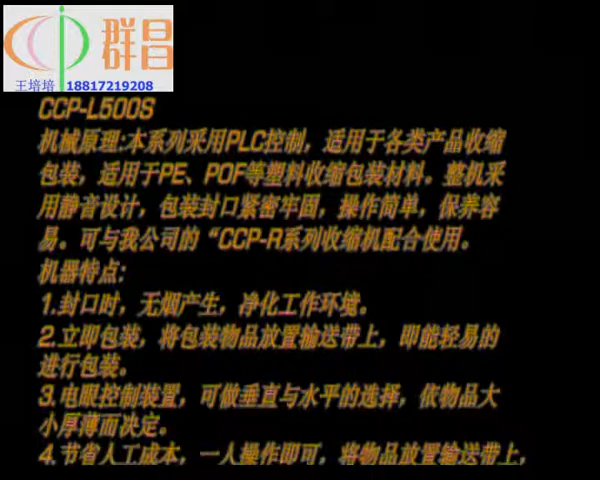 群昌
王培培 18817219208
CCP-L500S
机械原理:本系列采用PLC控制，适用于各类产品收缩
包装，适用于PE、POF等塑料收缩包装材料。整机采
用静音设计，包装封口紧密牢固，操作简单，保养容
易。可与我公司的“CCP-R系列收缩机配合使用。
机器特点:
1.封口时，无烟产生，净化工作环境。
2.立即包装，将包装物品放置输送带上，即能轻易的
进行包装。
3.电眼控制装置，可做垂直与水平的选择，依物品大
小厚薄而决定。
4.节省人工成本，一人操作即可，将物品放置输送带上，